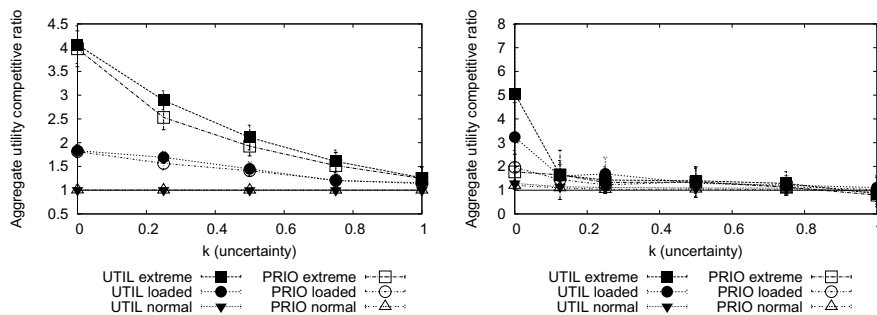 Aggregate utility competitive ratio
4.5
4
3.5
3
2.5
2
1.5
1
0.5
0 0.2 0.4 0.6 0.8 1
k (uncertainty)
UTIL extreme PRIO extreme
UTIL loaded PRIO loaded
UTIL normal PRIO normal
Aggregate utility competitive ratio
8
7
6
5
4
3
2
1
0
0 0.2 0.4 0.6 0.8 1
k (uncertainty)
UTIL extreme PRIO extreme
UTIL loaded PRIO loaded
UTIL normal PRIO normal